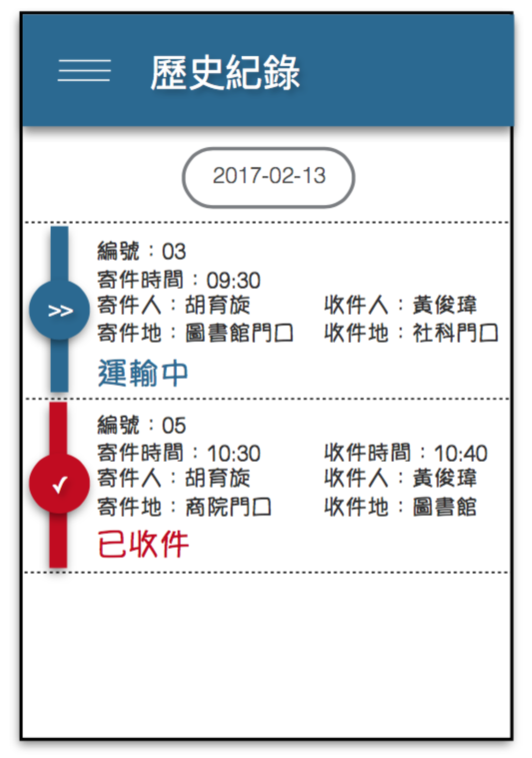 歷史紀錄
2017-02-13
編號：03
寄件時間：09:30
寄件人：胡育旋 收件人：黃俊瑋
寄件地：圖書館門口 收件地：社科門口
運輸中
編號：05
寄件時間：10:30 收件時間：10:40
寄件人：胡育旋 收件人：黃俊瑋
寄件地：商院門口 收件地：圖書館
已收件